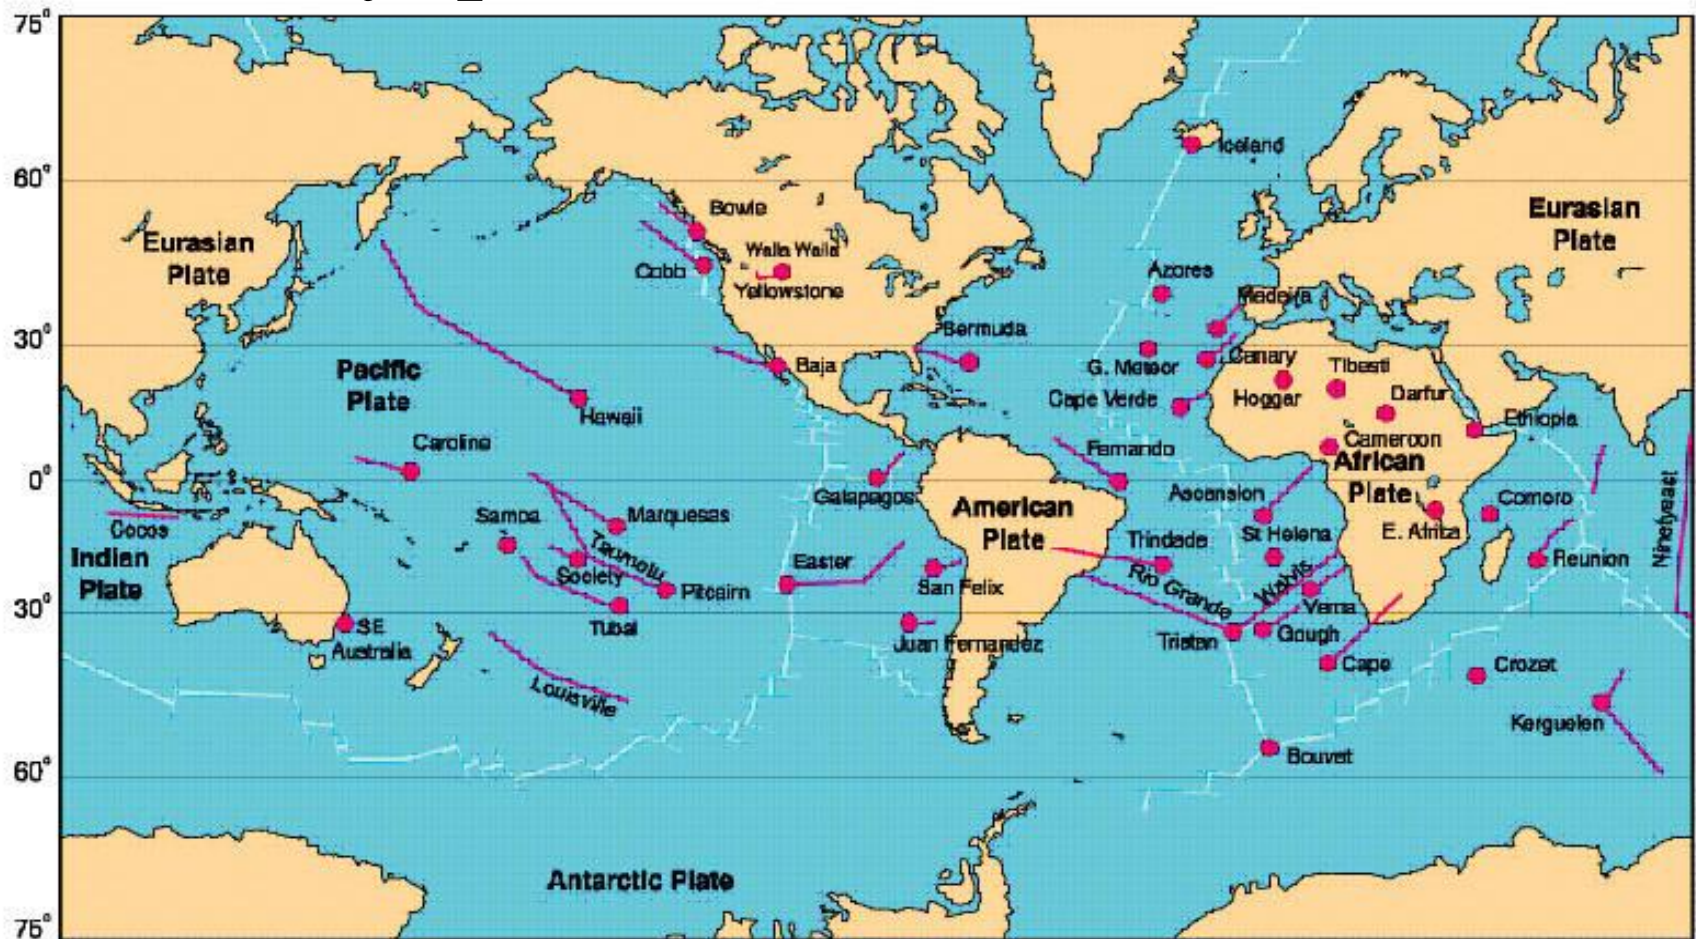 75°
60°
30°
0°
30°
60°
75°
Iceland
Bowie
Eurasian
Plate
Eurasian
Plate
Walla Walla
Cobb
Yellowstone
Azores
Medeira
Bermuda
Pacific
Plate
Baja
G. Meteor
Canary
Tibesti
Hoggar
Darfur
Cape Verde
Hawaii
Ethiopia
Caroline
Fernando
Cameroon
African
Plate
Galapagos
Ascension
Comoro
Cocos
Samoa
Marquesas
American
Plate
St Helena
E. Africa
Indian
Plate
Taumotu
Society
Pitcairn
Easter
San Felix
Trindade
Rio Grande
Walvis
Reunion
Ninetyeast
Verna
Tubai
SE
Australia
Juan Fernandez
Tristan
Gough
Cape
Crozet
Louisville
Kerguelen
Bouvet
Antarctic Plate